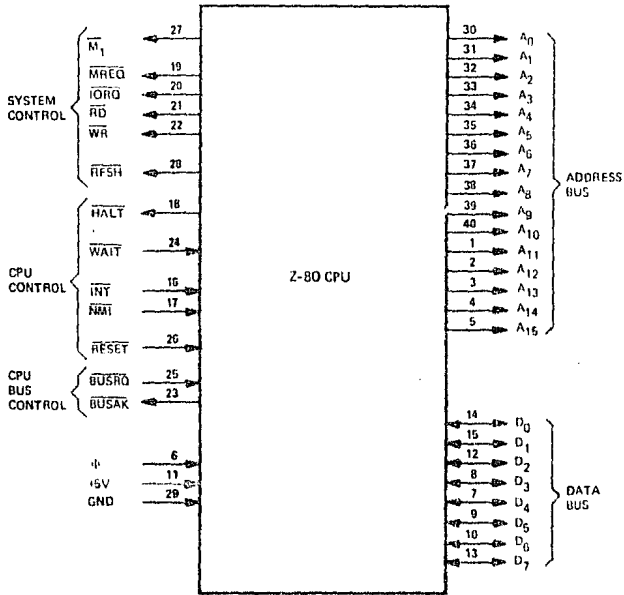 SYSTEM
CONTROL
M₁ 27
MREQ 19
IORQ 20
RD 21
WR 22
RFSH 28
CPU
CONTROL
HALT 18
WAIT 24
INT 16
NMI 17
RESET 26
CPU
BUS
CONTROL
BUSRQ 25
BUSAK 23
Φ 6
+5V 11
GND 29
Z-80 CPU
30 A₀
31 A₁
32 A₂
33 A₃
34 A₄
35 A₅
36 A₆
37 A₇
38 A₈
39 A₉
40 A₁₀
1 A₁₁
2 A₁₂
3 A₁₃
4 A₁₄
5 A₁₅
ADDRESS
BUS
14 D₀
15 D₁
12 D₂
8 D₃
7 D₄
9 D₅
10 D₆
13 D₇
DATA
BUS